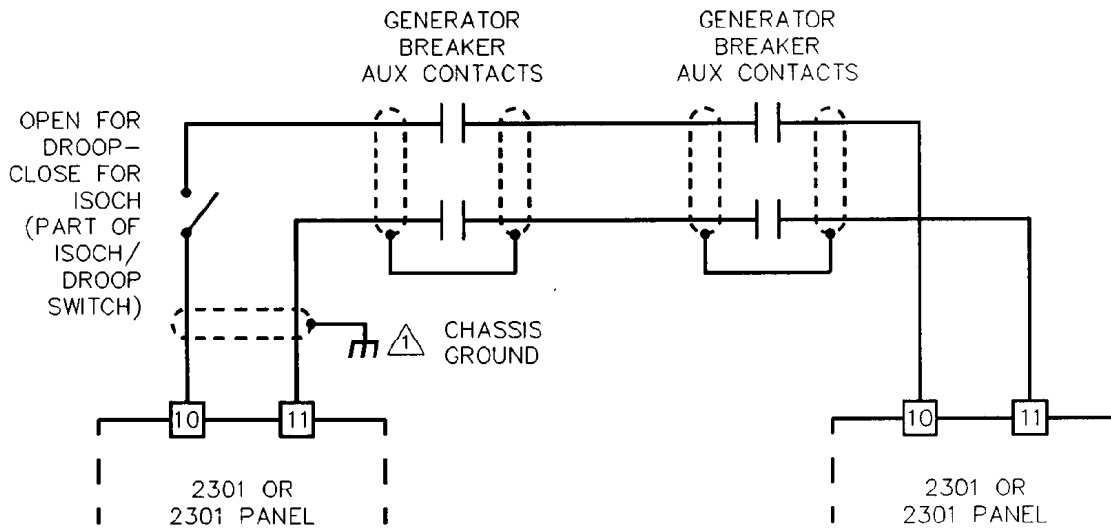 GENERATOR
BREAKER
AUX CONTACTS
GENERATOR
BREAKER
AUX CONTACTS
OPEN FOR
DROOP-
CLOSE FOR
ISOCH
(PART OF
ISOCH/
DROOP
SWITCH)
1
CHASSIS
GROUND
10
11
10
11
2301 OR
2301 PANEL
2301 OR
2301 PANEL